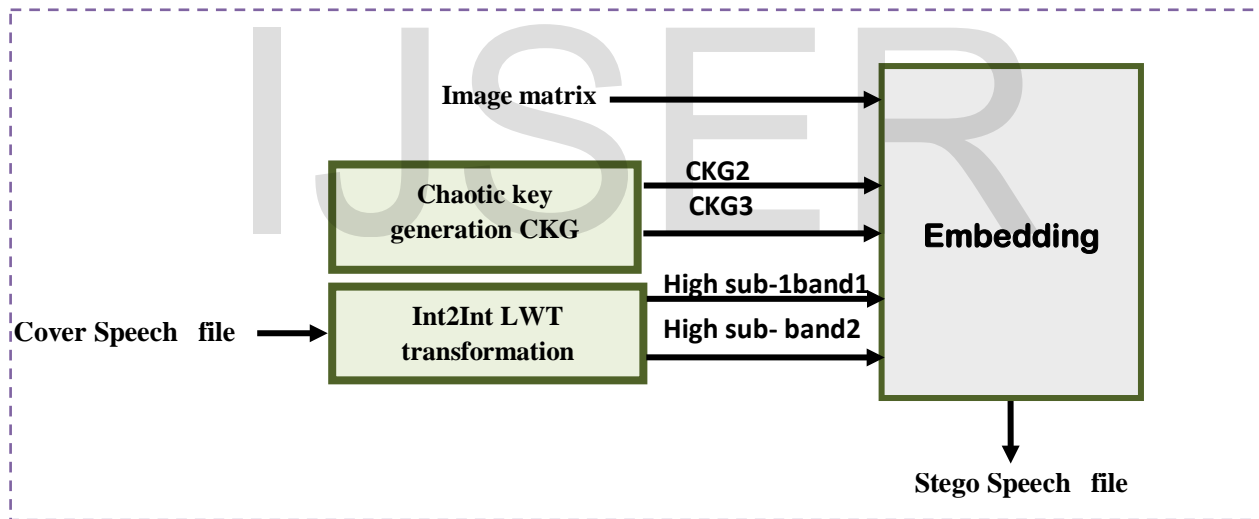 IJSER
Image matrix
CKG2
Chaotic key
generation CKG
CKG3
Embedding
High sub-1band1
Cover Speech file
Int2Int LWT
transformation
High sub- band2
Stego Speech file